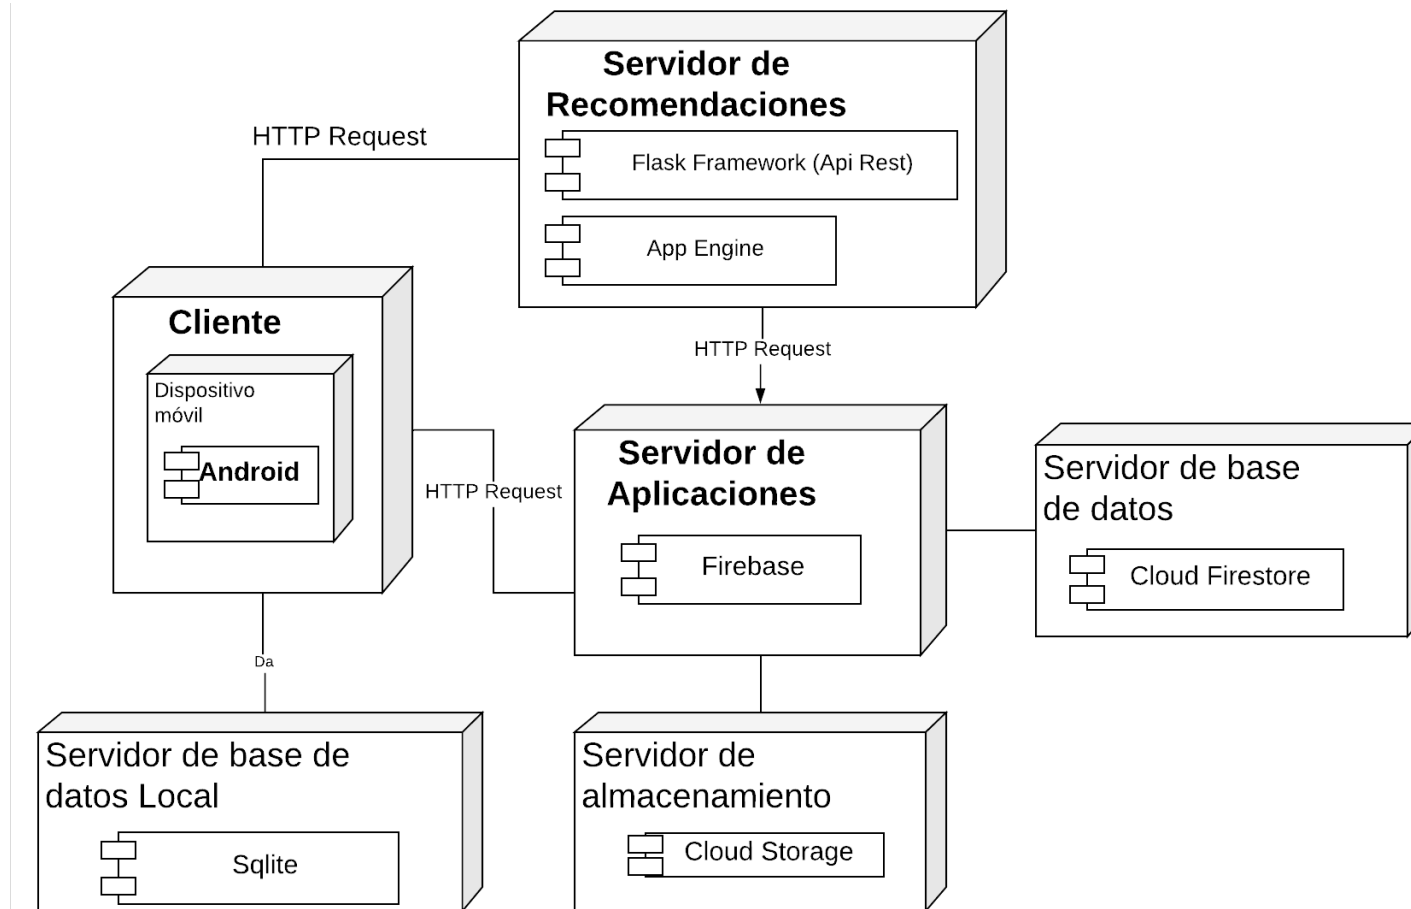 Servidor de
Recomendaciones
HTTP Request
Flask Framework (Api Rest)
App Engine
Cliente
HTTP Request
Dispositivo
móvil
Android
Servidor de
Aplicaciones
Servidor de base
de datos
HTTP Request
Firebase
Cloud Firestore
Da
Servidor de base de
datos Local
Servidor de
almacenamiento
Sqlite
Cloud Storage